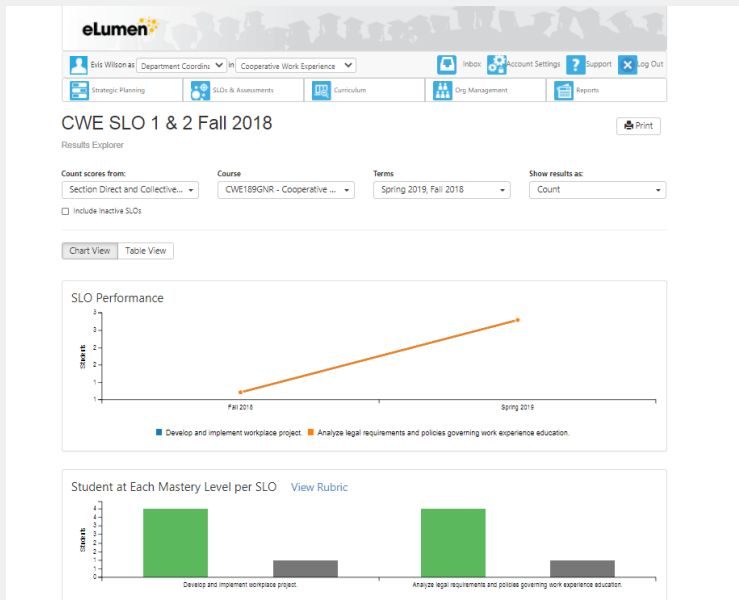 eLumen
Evis Wilson as Department Coordina in Cooperative Work Experience Inbox Account Settings ? Support Log Out
Strategic Planning SLOs & Assessments Curriculum Org Management Reports
CWE SLO 1 & 2 Fall 2018 Print
Results Explorer
Count scores from: Course Terms Show results as:
Section Direct and Collective... CWE189GNR - Cooperative ... Spring 2019, Fall 2018 Count
Include Inactive SLOs
Chart View Table View
SLO Performance
3
3
2
2
1
1
Students
Fall 2018 Spring 2019
Develop and implement workplace project. Analyze legal requirements and policies governing work experience education.
Student at Each Mastery Level per SLO View Rubric
4
4
3
3
2
2
1
1
0
Students
Develop and implement workplace project. Analyze legal requirements and policies governing work experience education.